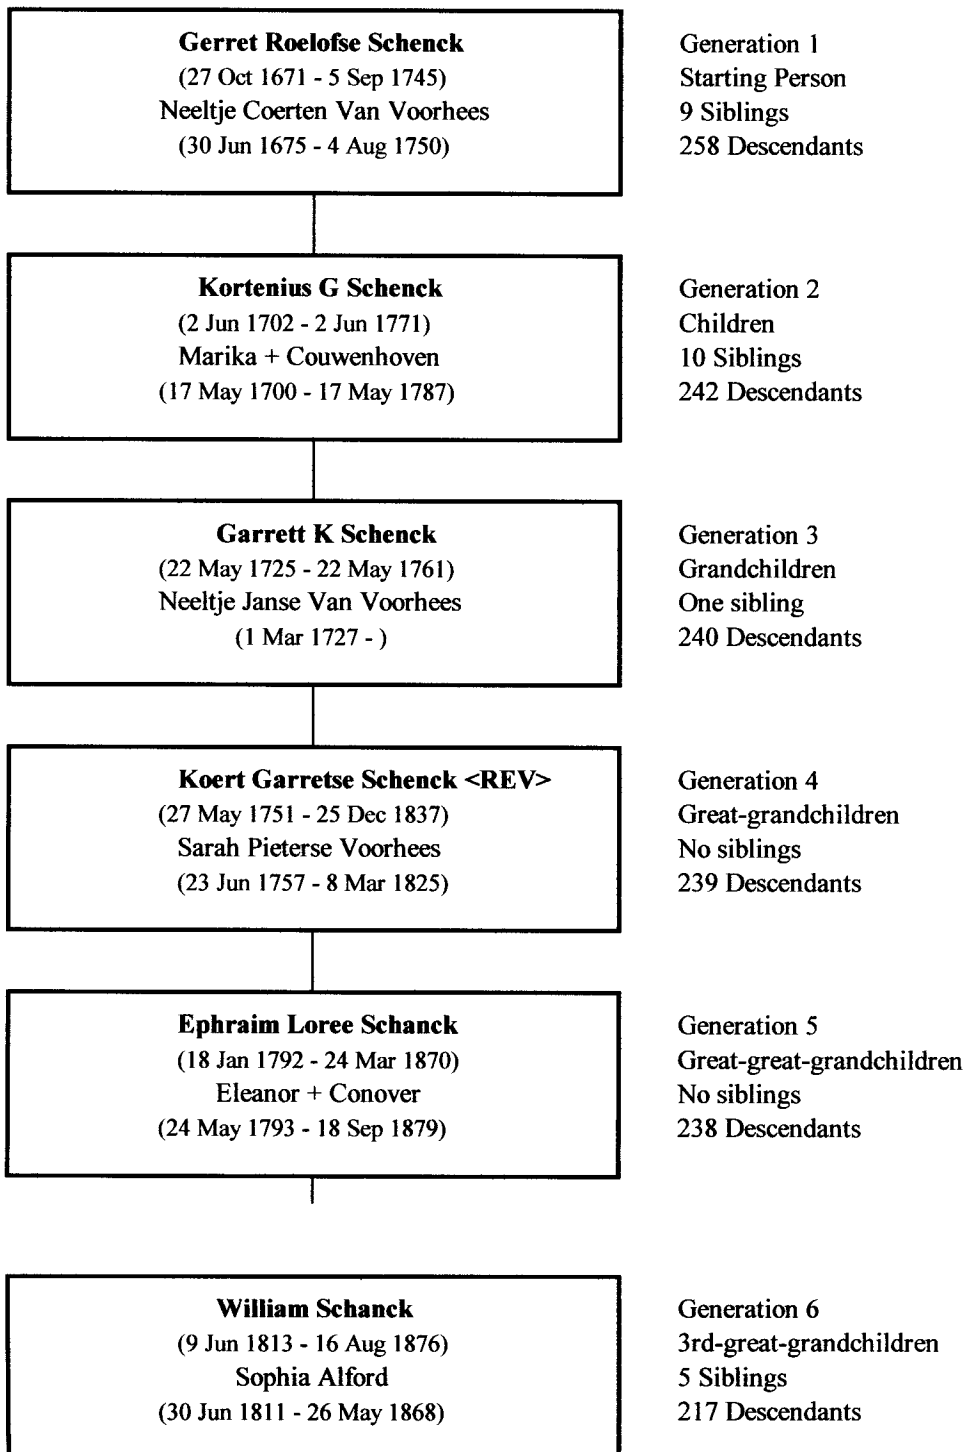 Gerret Roelofse Schenck
(27 Oct 1671 - 5 Sep 1745)
Neeltje Coerten Van Voorhees
(30 Jun 1675 - 4 Aug 1750)
Generation 1
Starting Person
9 Siblings
258 Descendants
Kortenius G Schenck
(2 Jun 1702 - 2 Jun 1771)
Marika + Couwenhoven
(17 May 1700 - 17 May 1787)
Generation 2
Children
10 Siblings
242 Descendants
Garrett K Schenck
(22 May 1725 - 22 May 1761)
Neeltje Janse Van Voorhees
(1 Mar 1727 - )
Generation 3
Grandchildren
One sibling
240 Descendants
Koert Garretse Schenck <REV>
(27 May 1751 - 25 Dec 1837)
Sarah Pieterse Voorhees
(23 Jun 1757 - 8 Mar 1825)
Generation 4
Great-grandchildren
No siblings
239 Descendants
Ephraim Loree Schanck
(18 Jan 1792 - 24 Mar 1870)
Eleanor + Conover
(24 May 1793 - 18 Sep 1879)
Generation 5
Great-great-grandchildren
No siblings
238 Descendants
William Schanck
(9 Jun 1813 - 16 Aug 1876)
Sophia Alford
(30 Jun 1811 - 26 May 1868)
Generation 6
3rd-great-grandchildren
5 Siblings
217 Descendants